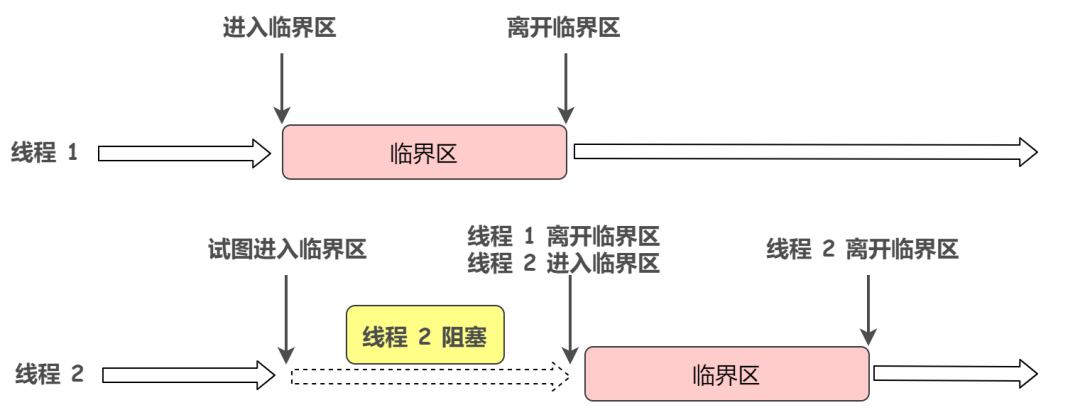 进入临界区
离开临界区
线程 1
临界区
试图进入临界区
线程 1 离开临界区
线程 2 进入临界区
线程 2 离开临界区
线程 2 阻塞
线程 2
临界区